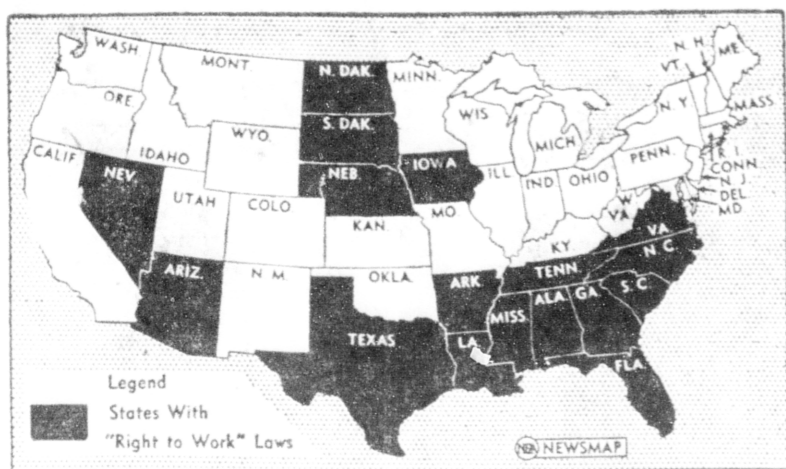 WASH
MONT.
N. DAK.
MINN.
N. H.
ME.
VT.
ORE.
S. DAK.
WIS.
MICH
N. Y
MASS.
IDAHO
WYO.
CALIF
NEV.
NEB.
IOWA
ILL
IND
OHIO
PENN.
R. I.
CONN.
N. J
DEL
MD.
UTAH
COLO
KAN.
MO.
W
VA.
KY
VA.
ARIZ.
N. M.
OKLA.
ARK.
TENN.
N. C.
S. C.
TEXAS
LA.
MISS.
ALA.
GA.
FLA.
Legend
States With
"Right to Work" Laws
NEA NEWSMAP